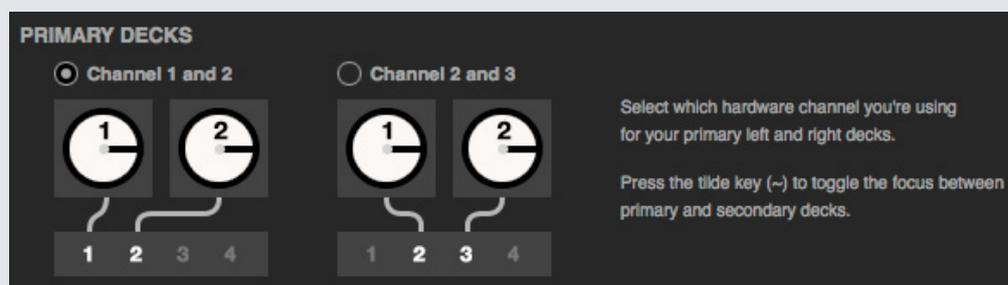 PRIMARY DECKS
Channel 1 and 2
Channel 2 and 3
1 2
1 2
Select which hardware channel you're using
for your primary left and right decks.
Press the tilde key (~) to toggle the focus between
primary and secondary decks.
1 2 3 4
1 2 3 4